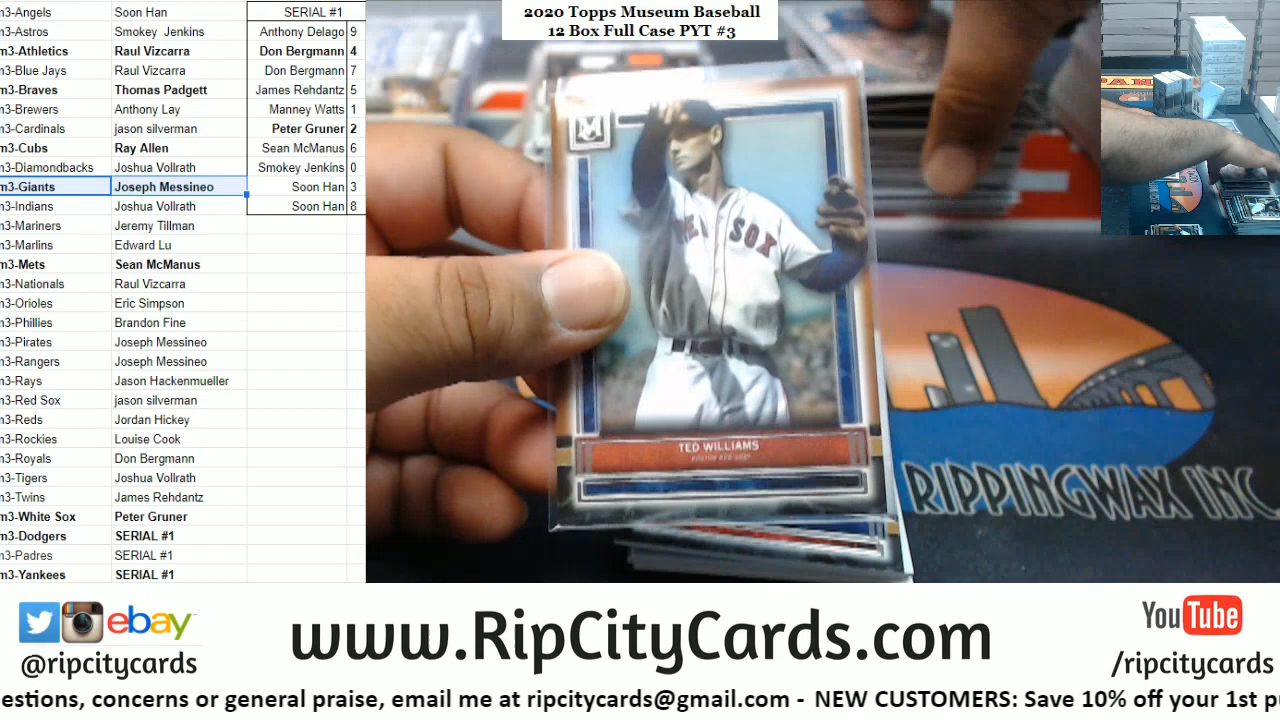 m3-Angels Soon Han
m3-Astros Smokey Jenkins
m3-Athletics Raul Vizcarra
m3-Blue Jays Raul Vizcarra
m3-Braves Thomas Padgett
m3-Brewers Anthony Lay
m3-Cardinals jason silverman
m3-Cubs Ray Allen
m3-Diamondbacks Joshua Vollrath
m3-Giants Joseph Messineo
m3-Indians Joshua Vollrath
m3-Mariners Jeremy Tillman
m3-Marlins Edward Lu
m3-Mets Sean McManus
m3-Nationals Raul Vizcarra
m3-Orioles Eric Simpson
m3-Phillies Brandon Fine
m3-Pirates Joseph Messineo
m3-Rangers Joseph Messineo
m3-Rays Jason Hackenmueller
m3-Red Sox jason silverman
m3-Reds Jordan Hickey
m3-Rockies Louise Cook
m3-Royals Don Bergmann
m3-Tigers Joshua Vollrath
m3-Twins James Rehdantz
m3-White Sox Peter Gruner
m3-Dodgers SERIAL #1
m3-Padres SERIAL #1
m3-Yankees SERIAL #1
SERIAL #1
Anthony Delago 9
Don Bergmann 4
Don Bergmann 7
James Rehdantz 5
Manney Watts 1
Peter Gruner 2
Sean McManus 6
Smokey Jenkins 0
Soon Han 3
Soon Han 8
2020 Topps Museum Baseball
12 Box Full Case PYT #3
M
SOX
TED WILLIAMS
BOSTON RED SOX
RIPPINGWAX INC
ebay
@ripcitycards
www.RipCityCards.com
YouTube
/ripcitycards
estions, concerns or general praise, email me at ripcitycards@gmail.com - NEW CUSTOMERS: Save 10% off your 1st p